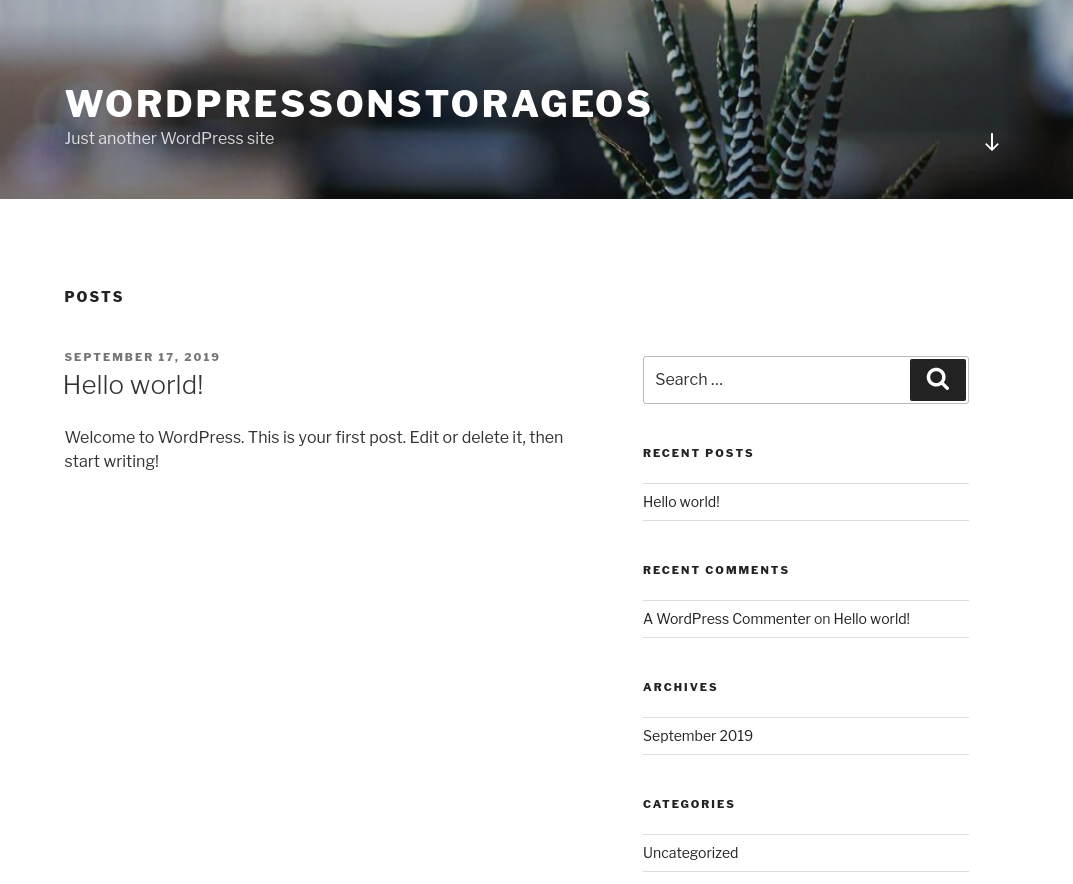 WORDPRESSONSTORAGEOS
Just another WordPress site
POSTS
SEPTEMBER 17, 2019
Hello world!
Welcome to WordPress. This is your first post. Edit or delete it, then
start writing!
Search …
RECENT POSTS
Hello world!
RECENT COMMENTS
A WordPress Commenter on Hello world!
ARCHIVES
September 2019
CATEGORIES
Uncategorized